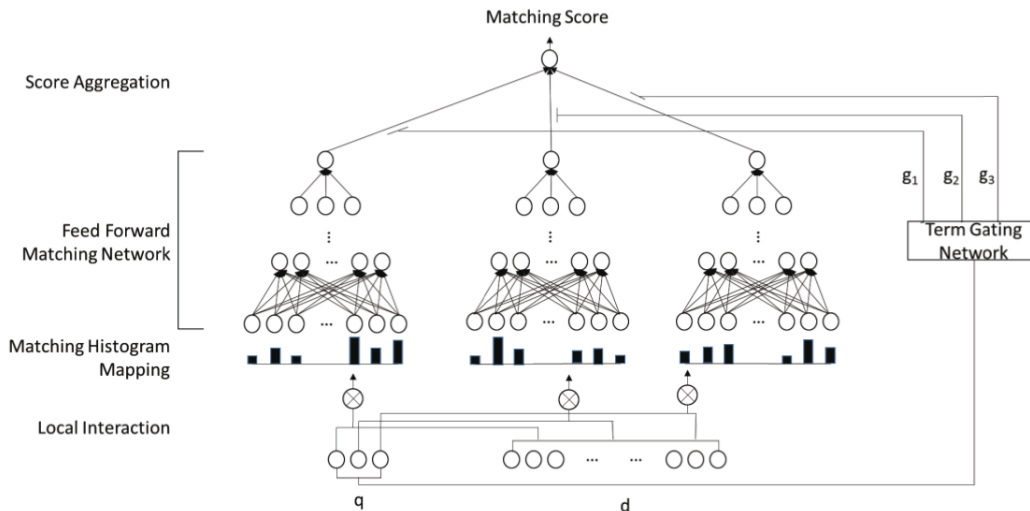 Matching Score
Score Aggregation
g1
g2
g3
Feed Forward
Matching Network
Term Gating
Network
...
...
...
Matching Histogram
Mapping
Local Interaction
q
d